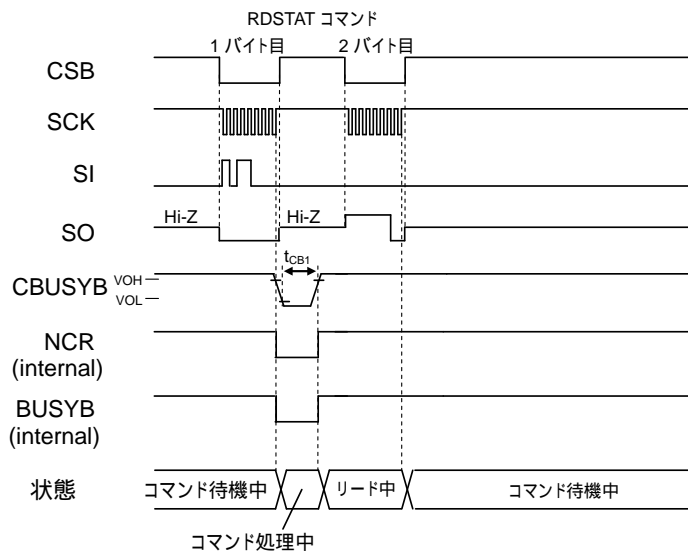 RDSTAT コマンド
1 バイト目
2 バイト目
CSB
SCK
SI
Hi-Z
Hi-Z
SO
tCB1
VOH
CBUSYB
VOL
NCR
(internal)
BUSYB
(internal)
状態
コマンド待機中
リード中
コマンド待機中
コマンド処理中